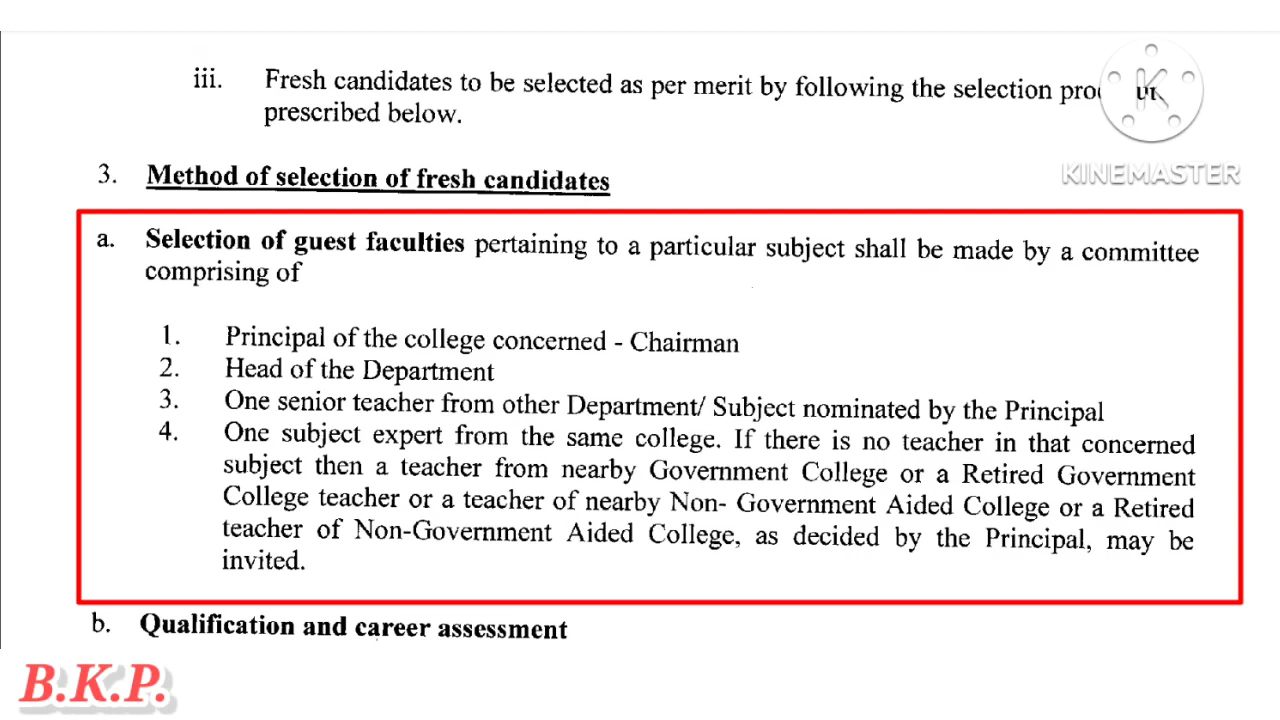 iii. Fresh candidates to be selected as per merit by following the selection
prescribed below.
KINEMASTER
3. Method of selection of fresh candidates
a. Selection of guest faculties pertaining to a particular subject shall be made by a committee
comprising of
1. Principal of the college concerned - Chairman
2. Head of the Department
3. One senior teacher from other Department/ Subject nominated by the Principal
4. One subject expert from the same college. If there is no teacher in that concerned
subject then a teacher from nearby Government College or a Retired Government
College teacher or a teacher of nearby Non- Government Aided College or a Retired
teacher of Non-Government Aided College, as decided by the Principal, may be
invited.
b. Qualification and career assessment
B.K.P.